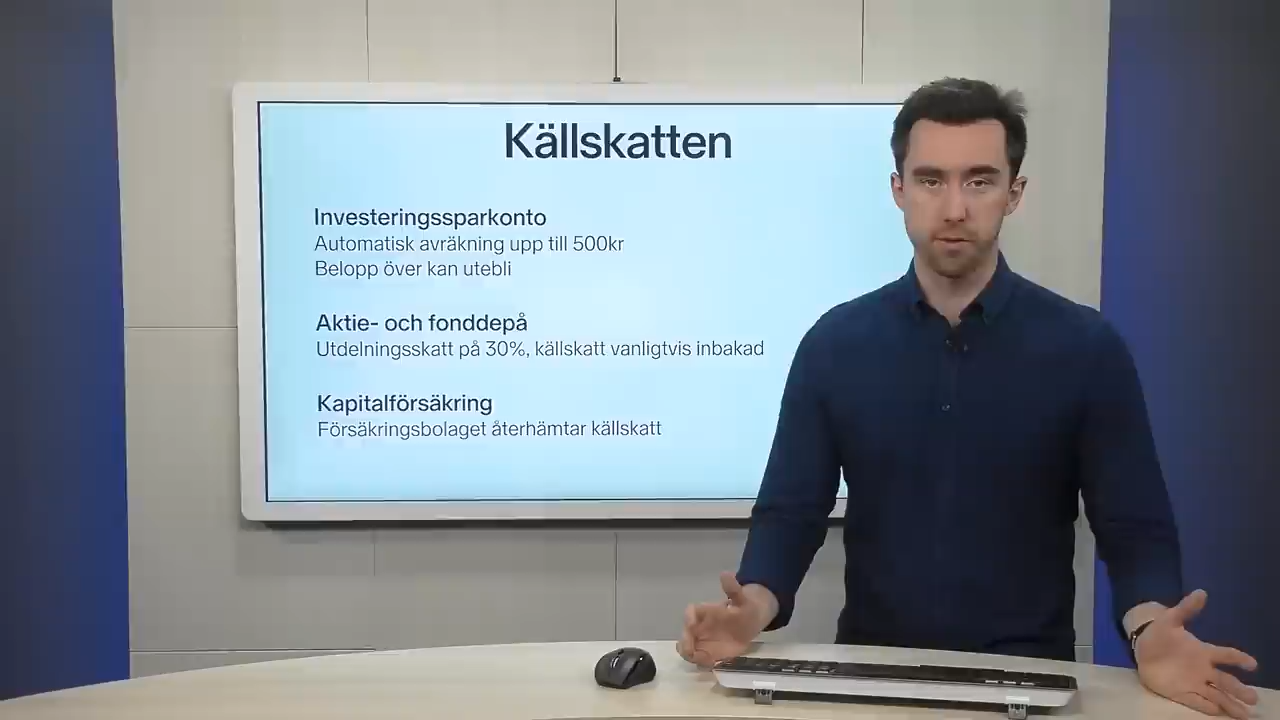 Källskatten
Investeringssparkonto
Automatisk avräkning upp till 500kr
Belopp över kan utebli
Aktie- och fonddepå
Utdelningsskatt på 30%, källskatt vanligtvis inbakad
Kapitalförsäkring
Försäkringsbolaget återhämtar källskatt